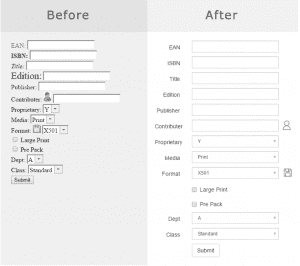 Before
EAN:
ISBN:
Title:
Edition:
Publisher:
Contributer:
Proprietary: Y
Media: Print
Format: X501
Large Print
Pre Pack
Dept: A
Class: Standard
Submit
After
EAN
ISBN
Title
Edition
Publisher
Contributer
Proprietary Y
Media Print
Format X501
Large Print
Pre Pack
Dept A
Class Standard
Submit